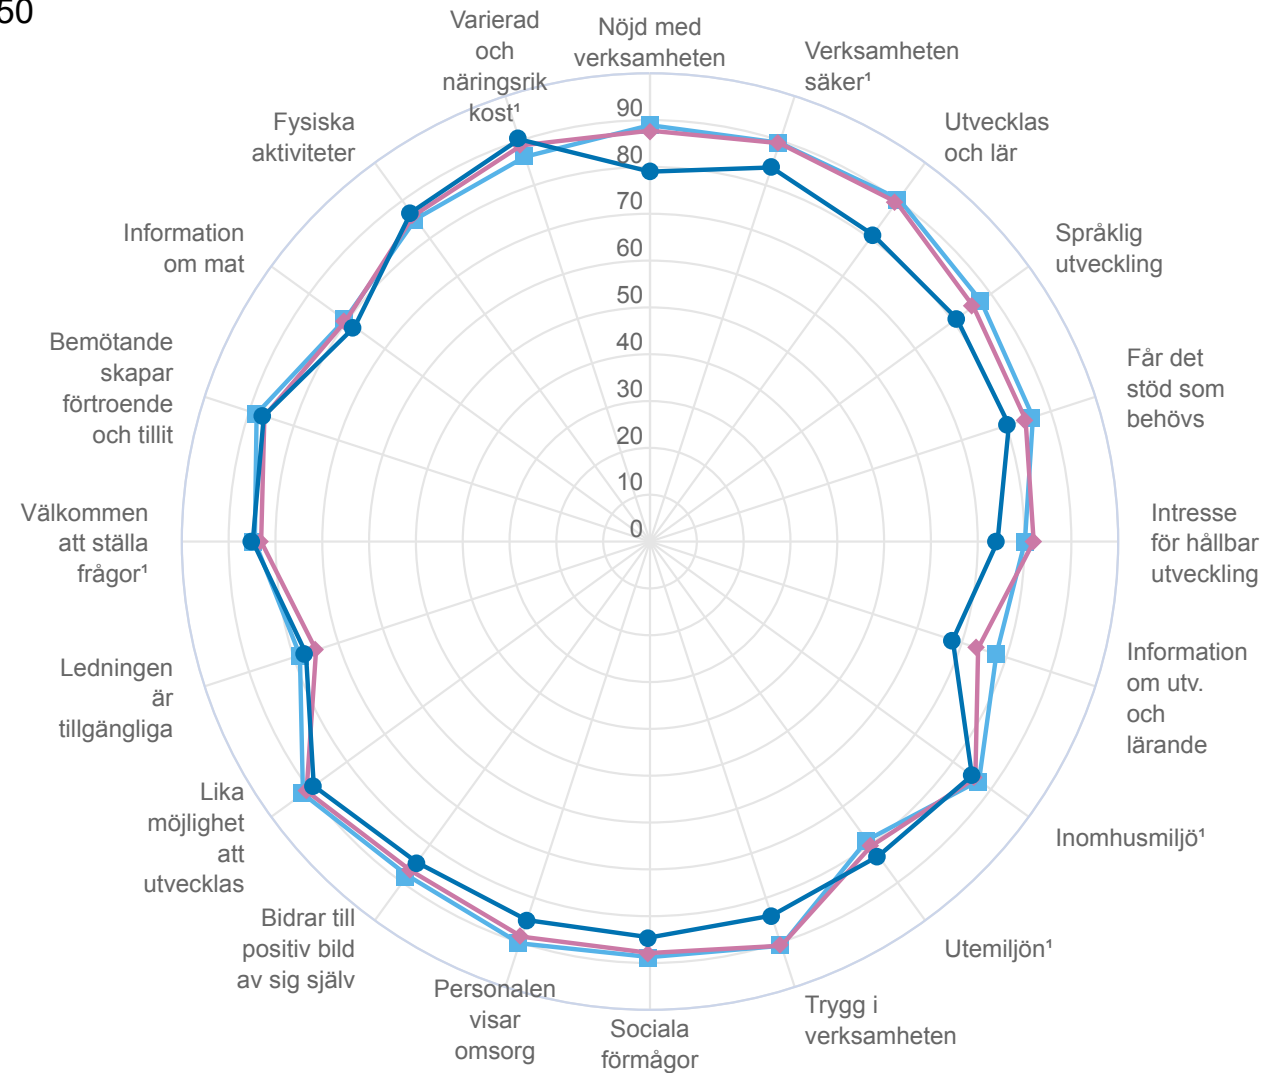 50
Varierad
och
näringsrik
kost¹
Nöjd med
verksamheten
Verksamheten
säker¹
Utvecklas
och lär
Språklig
utveckling
Får det
stöd som
behövs
Intresse
för hållbar
utveckling
Information
om utv.
och
lärande
Inomhusmiljö¹
Utemiljön¹
Trygg i
verksamheten
Sociala
förmågor
Personalen
visar
omsorg
Bidrar till
positiv bild
av sig själv
Lika
möjlighet
att
utvecklas
Ledningen
är
tillgängliga
Välkommen
att ställa
frågor¹
Bemötande
skapar
förtroende
och tillit
Information
om mat
Fysiska
aktiviteter
90
80
70
60
50
40
30
20
10
0